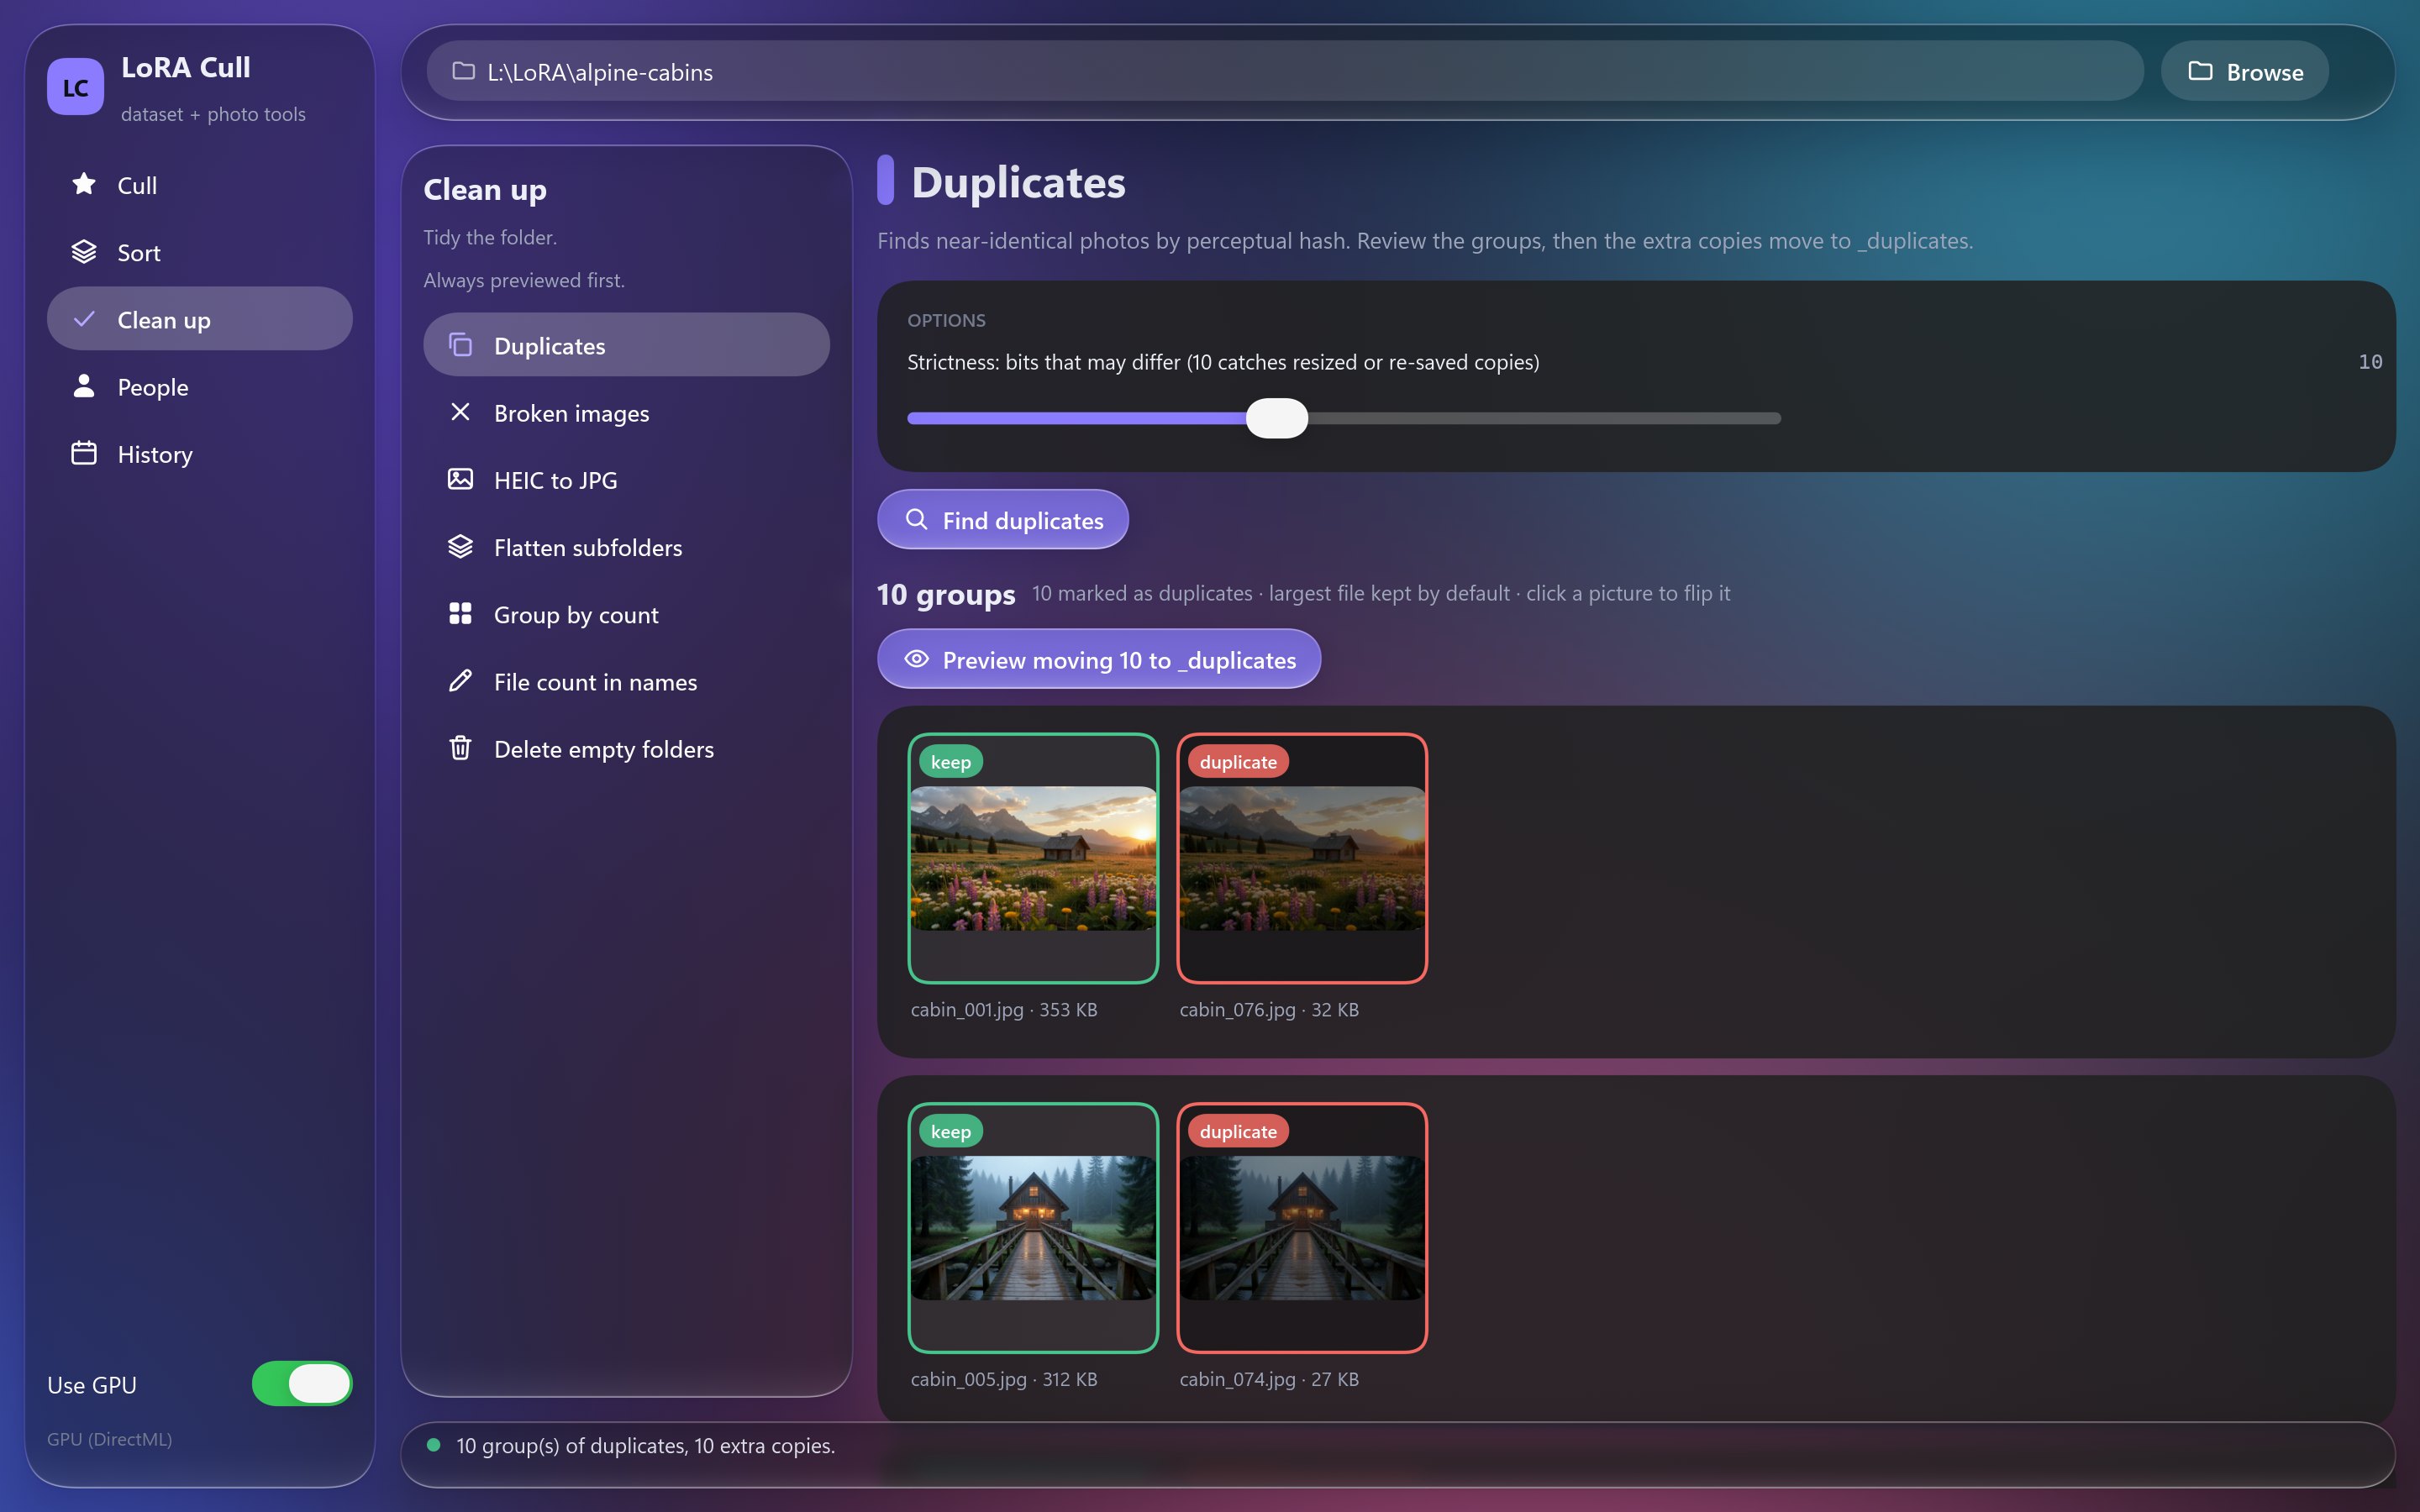 LC
LoRA Cull
dataset + photo tools
Cull
Sort
Clean up
People
History
Use GPU
GPU (DirectML)
L:\LoRA\alpine-cabins
Browse
Clean up
Tidy the folder.
Always previewed first.
Duplicates
Broken images
HEIC to JPG
Flatten subfolders
Group by count
File count in names
Delete empty folders
Duplicates
Finds near-identical photos by perceptual hash. Review the groups, then the extra copies move to _duplicates.
OPTIONS
Strictness: bits that may differ (10 catches resized or re-saved copies) 10
Find duplicates
10 groups 10 marked as duplicates · largest file kept by default · click a picture to flip it
Preview moving 10 to _duplicates
keep duplicate
cabin_001.jpg · 353 KB cabin_076.jpg · 32 KB
keep duplicate
cabin_005.jpg · 312 KB cabin_074.jpg · 27 KB
10 group(s) of duplicates, 10 extra copies.